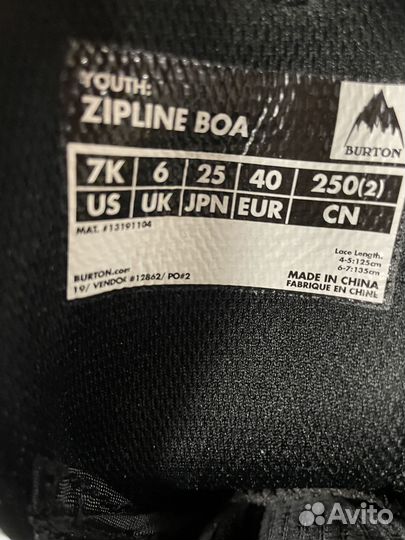 YOUTH:
ZIPLINE BOA
BURTON
7K 6 25 40 250(2)
US UK JPN EUR CN
MAT. #13191104
Lace Length.
4-5:125cm
6-7:135cm
BURTON.com
19/ VENDOR #12862/ PO#2
MADE IN CHINA
FABRIQUE EN CHINE
Avito